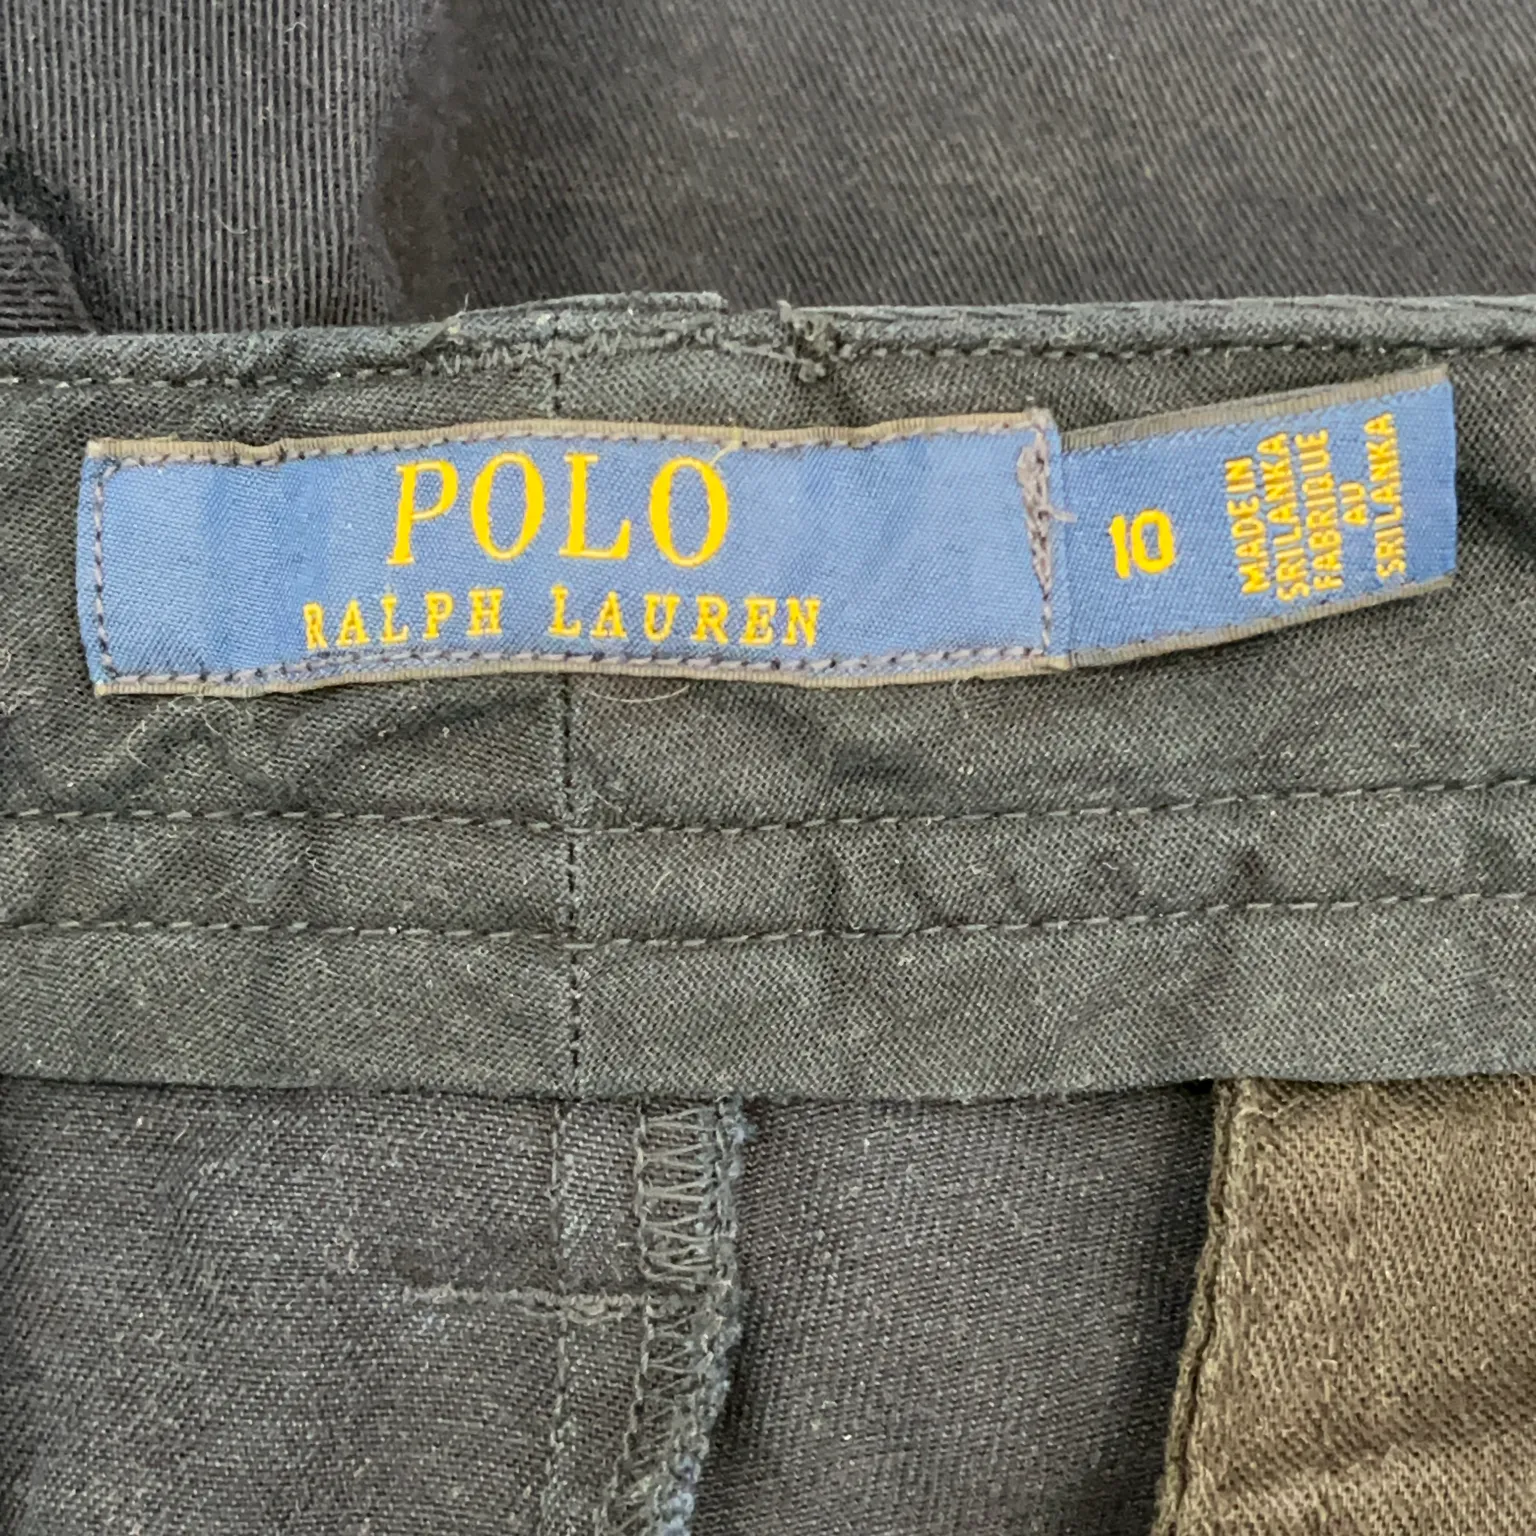 POLO
RALPH LAUREN
10
MADE IN
SRI LANKA
FABRIQUE
AU
SRI LANKA